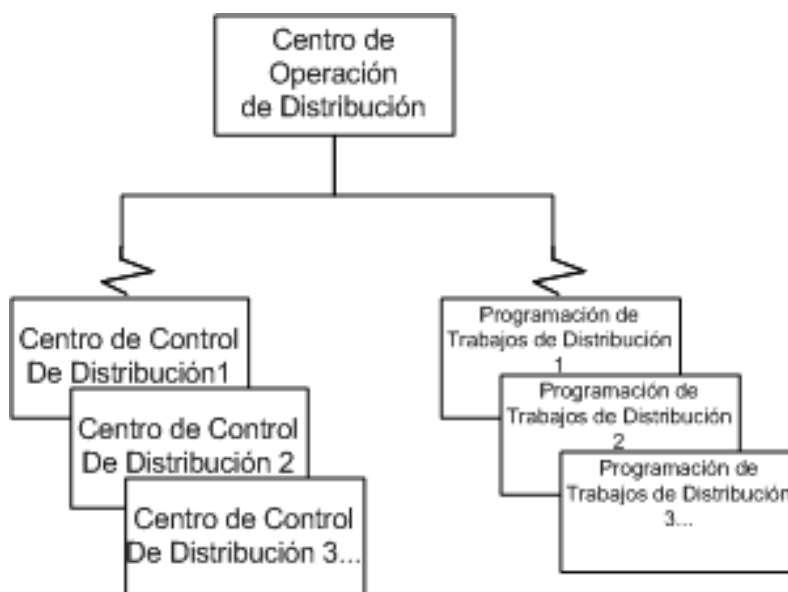 Centro de
Operación
de Distribución
Centro de Control
De Distribución1
Centro de Control
De Distribución 2
Centro de Control
De Distribución 3...
Programación de
Trabajos de Distribución
1
Programación de
Trabajos de Distribución
2
Programación de
Trabajos de Distribución
3...